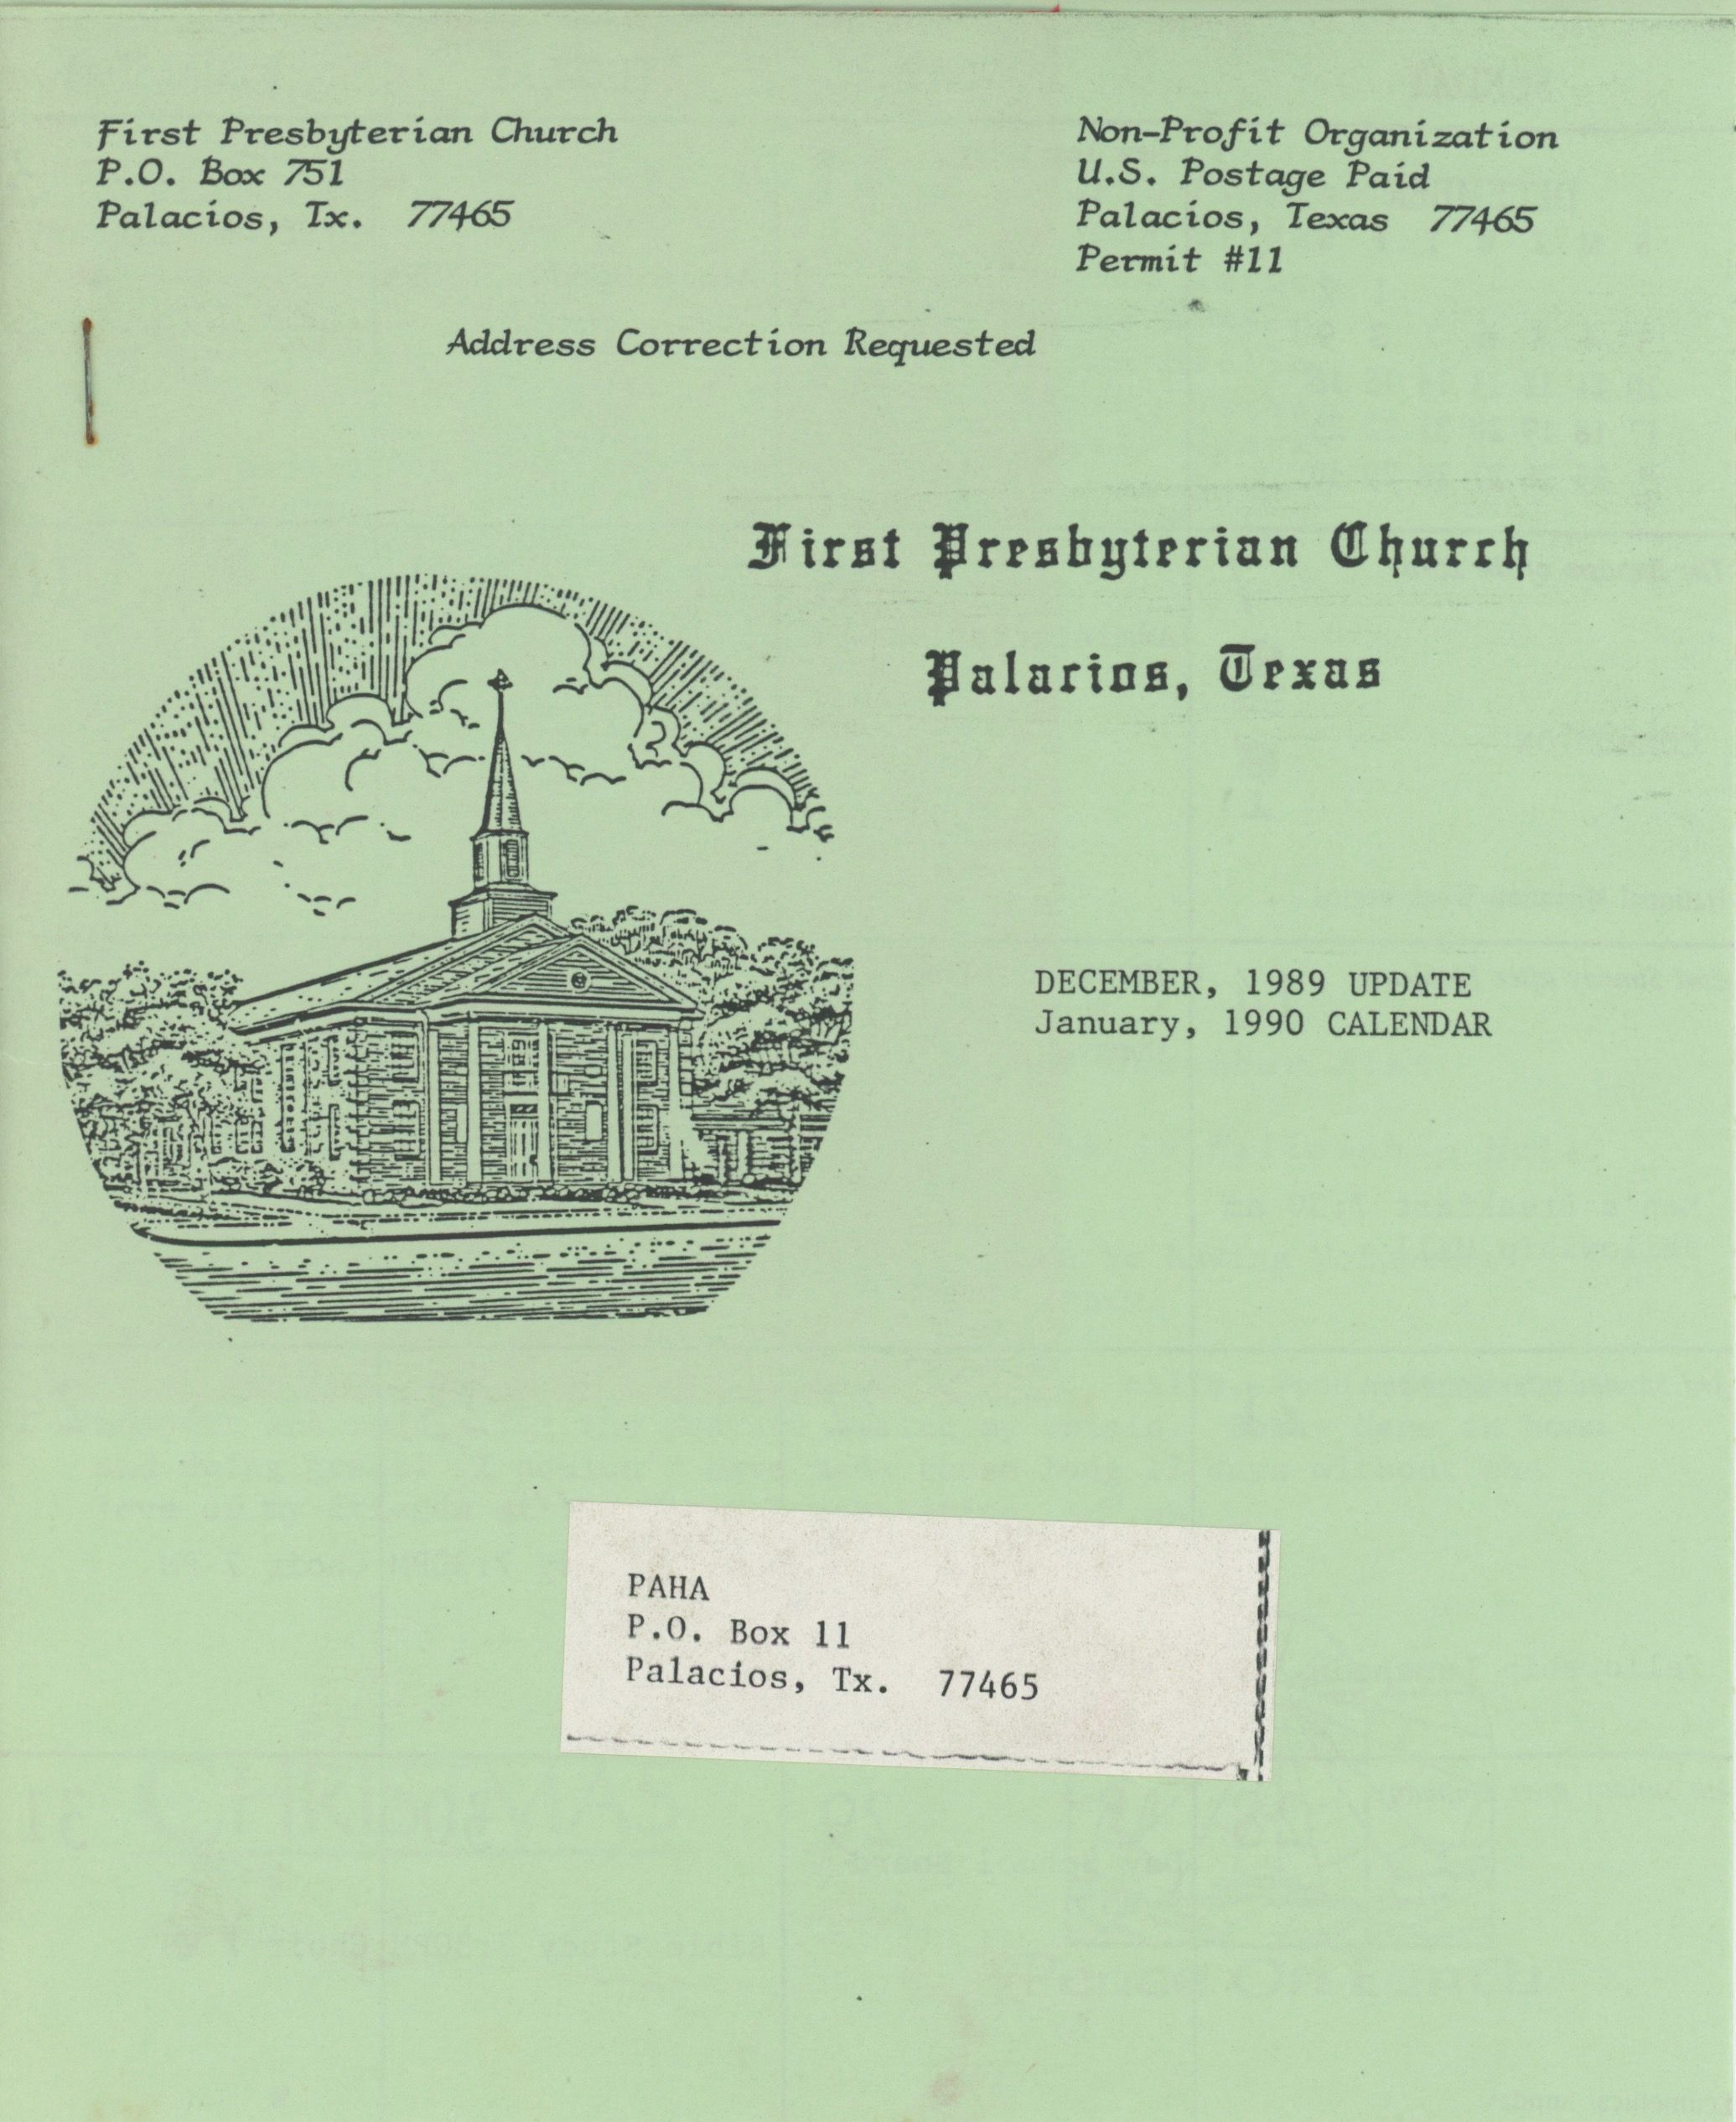 First Presbyterian Church
P.O. Box 751
Palacios, Tx. 77465
Non-Profit Organization
U.S. Postage Paid
Palacios, Texas 77465
Permit #11
Address Correction Requested
First Presbyterian Church
Palacios, Texas
DECEMBER, 1989 UPDATE
January, 1990 CALENDAR
PAHA
P.O. Box 11
Palacios, Tx. 77465